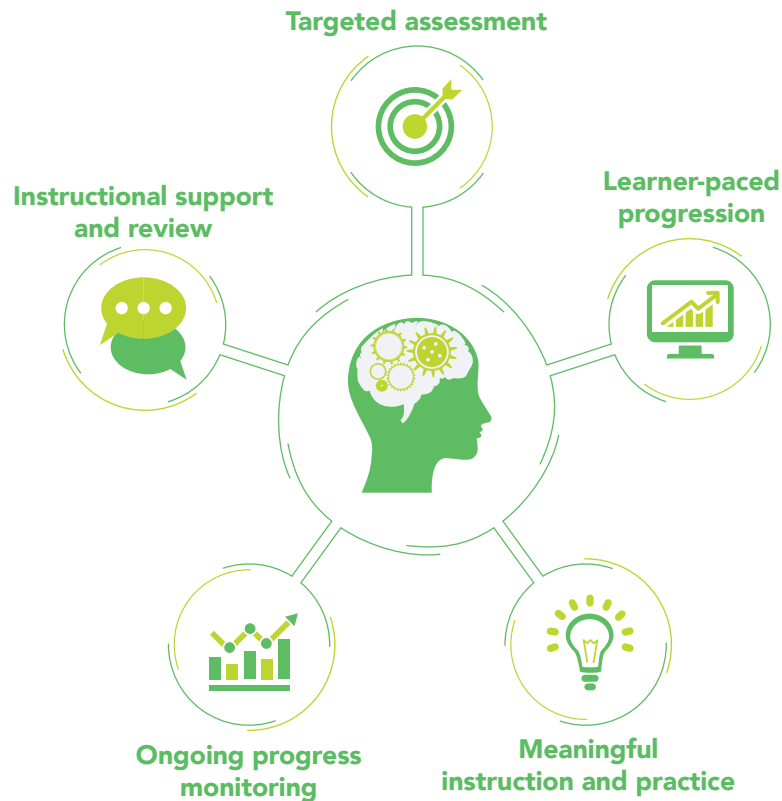 Targeted assessment
Learner-paced
progression
Instructional support
and review
Meaningful
instruction and practice
Ongoing progress
monitoring